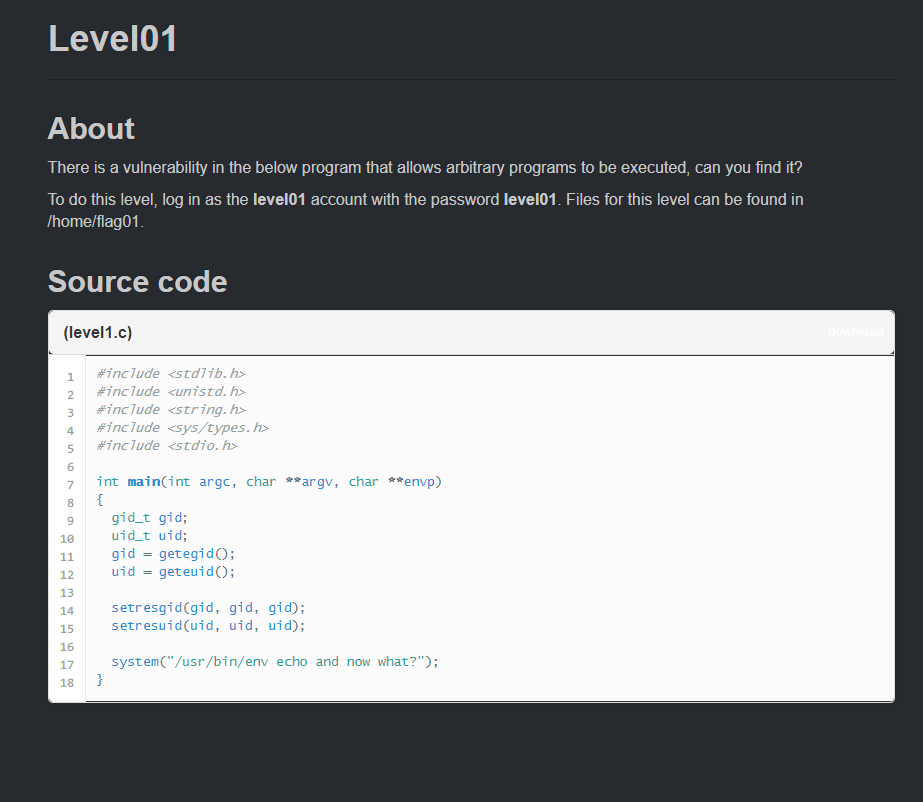 Level01
About
There is a vulnerability in the below program that allows arbitrary programs to be executed, can you find it?
To do this level, log in as the level01 account with the password level01. Files for this level can be found in
/home/flag01.
Source code
(level1.c) download
1 #include <stdlib.h>
2 #include <unistd.h>
3 #include <string.h>
4 #include <sys/types.h>
5 #include <stdio.h>
6
7 int main(int argc, char **argv, char **envp)
8 {
9   gid_t gid;
10   uid_t uid;
11   gid = getegid();
12   uid = geteuid();
13
14   setresgid(gid, gid, gid);
15   setresuid(uid, uid, uid);
16
17   system("/usr/bin/env echo and now what?");
18 }